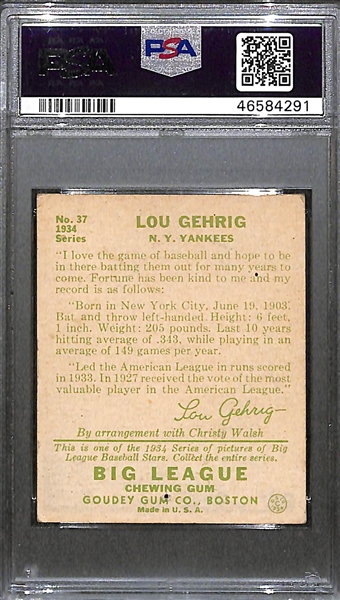 PSA
46584291
No. 37
1934
Series
LOU GEHRIG
N. Y. YANKEES
"I love the game of baseball and hope to be
in there batting them out for many years to
come. Fortune has been kind to me and my
record is as follows:
"Born in New York City, June 19, 1903.
Bat and throw left-handed. Height: 6 feet,
1 inch. Weight: 205 pounds. Last 10 years
hitting average of .343, while playing in an
average of 149 games per year.
"Led the American League in runs scored
in 1933. In 1927 received the vote of the most
valuable player in the American League."
Lou Gehrig
By arrangement with Christy Walsh
This is one of the 1934 Series of pictures of Big
League Baseball Stars. Collect the entire series.
BIG LEAGUE
CHEWING GUM
GOUDEY GUM CO., BOSTON
Made in U. S. A.